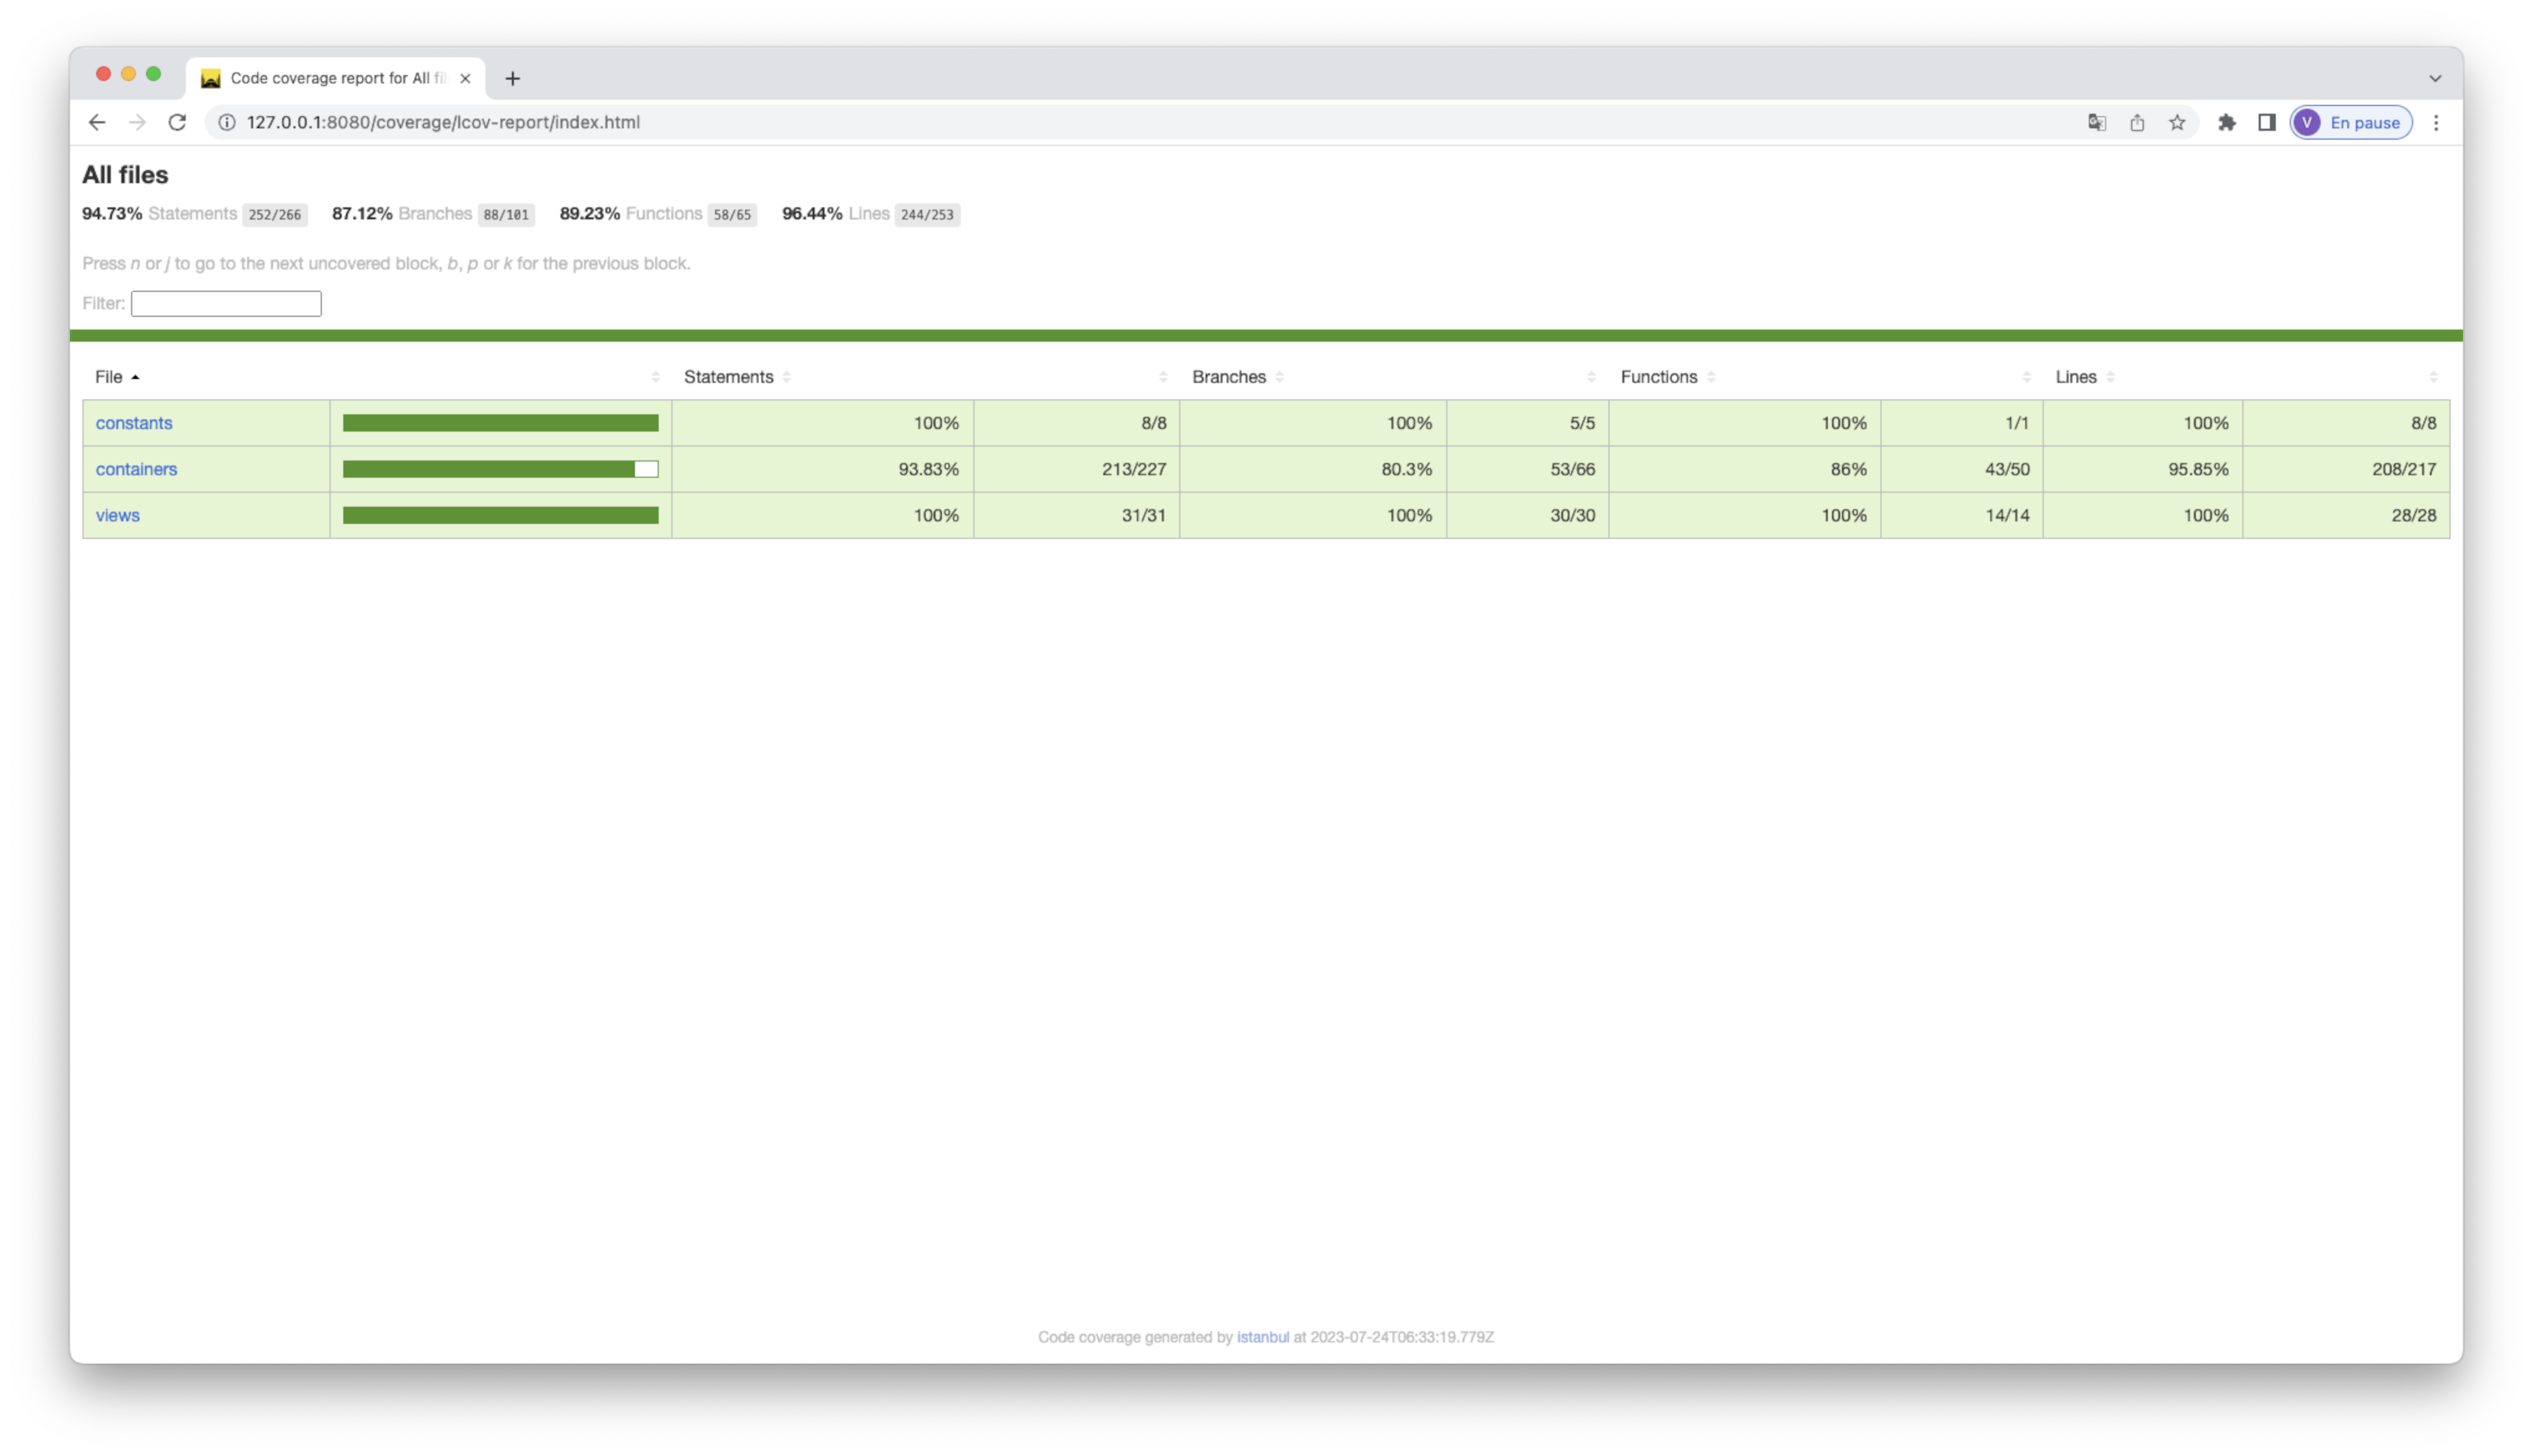 Code coverage report for All fil
127.0.0.1:8080/coverage/lcov-report/index.html
V En pause
All files
94.73% Statements 252/266 87.12% Branches 88/101 89.23% Functions 58/65 96.44% Lines 244/253
Press n or j to go to the next uncovered block, b, p or k for the previous block.
Filter:
File Statements Branches Functions Lines
constants 100% 8/8 100% 5/5 100% 1/1 100% 8/8
containers 93.83% 213/227 80.3% 53/66 86% 43/50 95.85% 208/217
views 100% 31/31 100% 30/30 100% 14/14 100% 28/28
Code coverage generated by istanbul at 2023-07-24T06:33:19.779Z